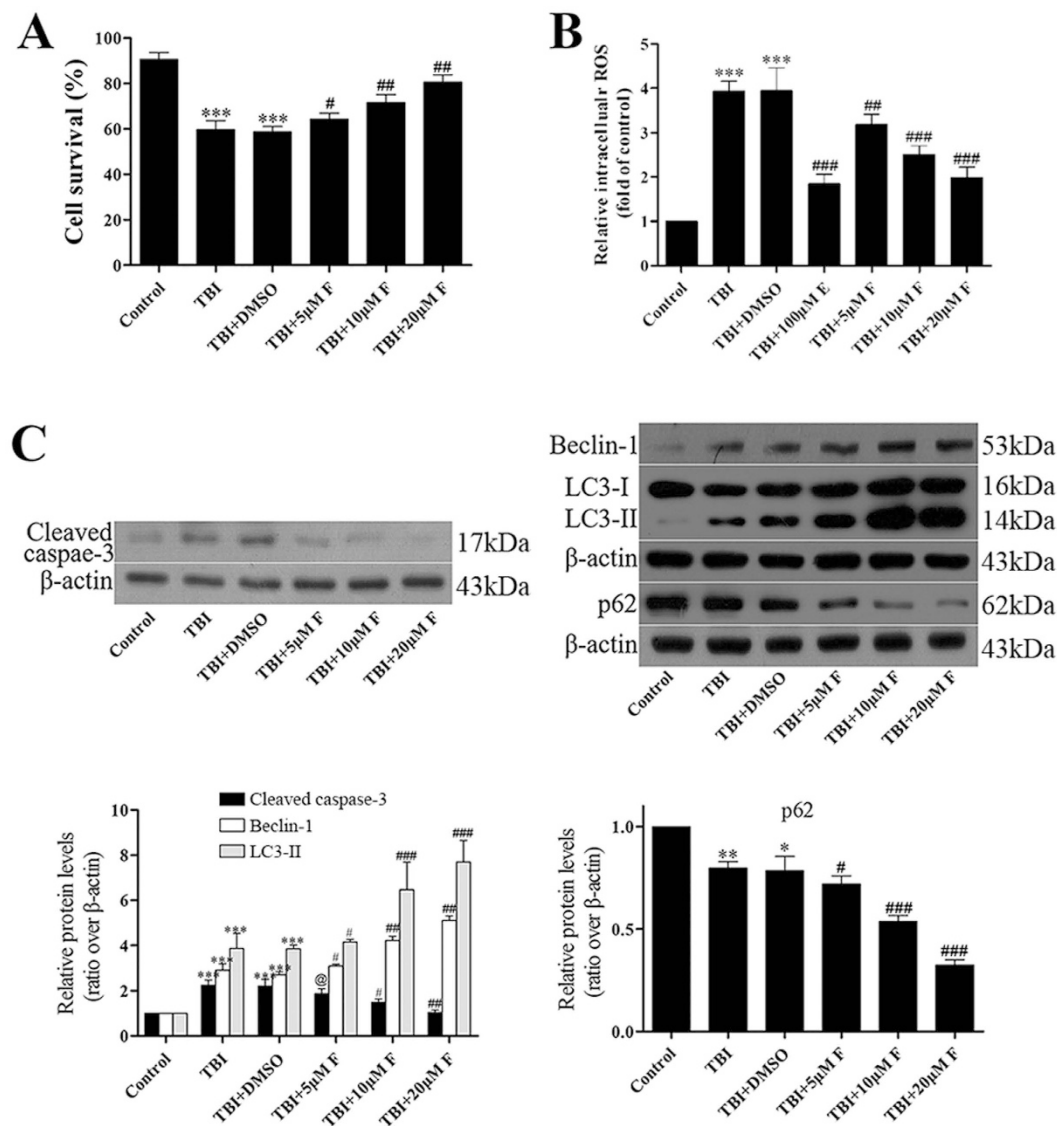 A
Cell survival (%)
100
80
60
40
20
0
***
***
#
##
##
Control
TBI
TBI+DMSO
TBI+5μM F
TBI+10μM F
TBI+20μM F
B
Relative intracellualr ROS
(fold of control)
5
4
3
2
1
0
***
***
###
##
###
###
Control
TBI
TBI+DMSO
TBI+100μM E
TBI+5μM F
TBI+10μM F
TBI+20μM F
C
Cleaved
caspae-3
17kDa
β-actin
43kDa
Control
TBI
TBI+DMSO
TBI+5μM F
TBI+10μM F
TBI+20μM F
Beclin-1
53kDa
LC3-I
16kDa
LC3-II
14kDa
β-actin
43kDa
p62
62kDa
β-actin
43kDa
Control
TBI
TBI+DMSO
TBI+5μM F
TBI+10μM F
TBI+20μM F
Relative protein levels
(ratio over β-actin)
10
8
6
4
2
0
Cleaved caspase-3
Beclin-1
LC3-II
***
***
***
***
***
***
@
#
#
#
##
###
##
##
###
Control
TBI
TBI+DMSO
TBI+5μM F
TBI+10μM F
TBI+20μM F
p62
Relative protein levels
(ratio over β-actin)
1.0
0.5
0.0
**
*
#
###
###
Control
TBI
TBI+DMSO
TBI+5μM F
TBI+10μM F
TBI+20μM F